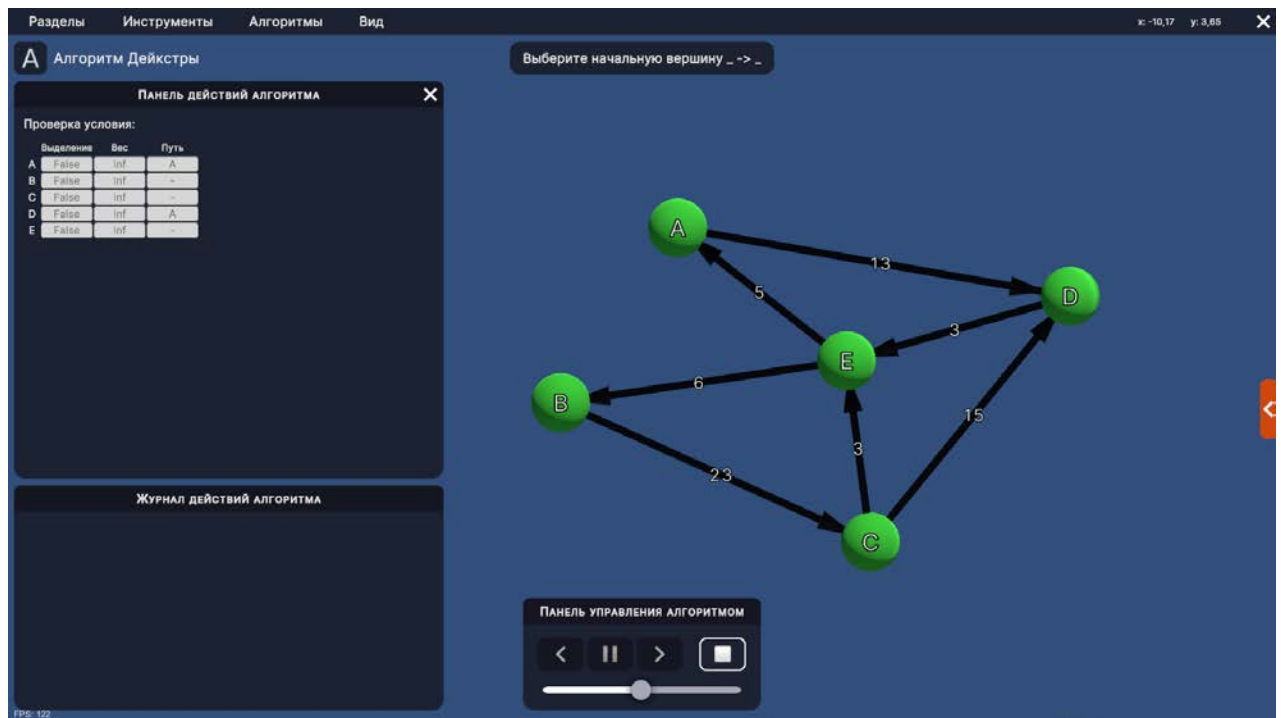 Разделы Инструменты Алгоритмы Вид x: -10,17 y: 3,65
A Алгоритм Дейкстры
Выберите начальную вершину _ -> _
Панель действий алгоритма
Проверка условия:
Выделение Вес Путь
A False Inf A
B False Inf -
C False Inf -
D False Inf A
E False Inf -
Журнал действий алгоритма
A
13
D
5
3
E
6
B
15
3
23
C
Панель управления алгоритмом
FPS: 122